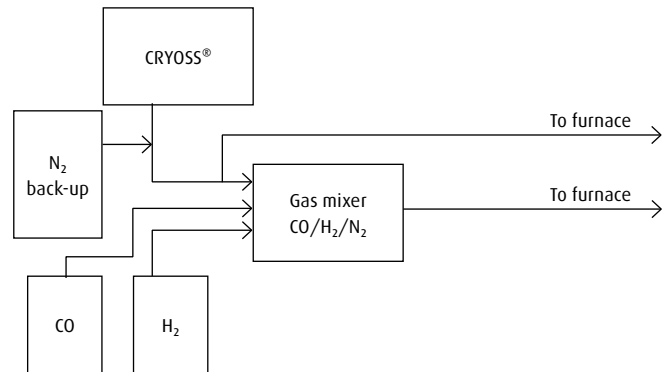 CRYOSS®
To furnace
N₂
back-up
Gas mixer
CO/H₂/N₂
To furnace
CO
H₂